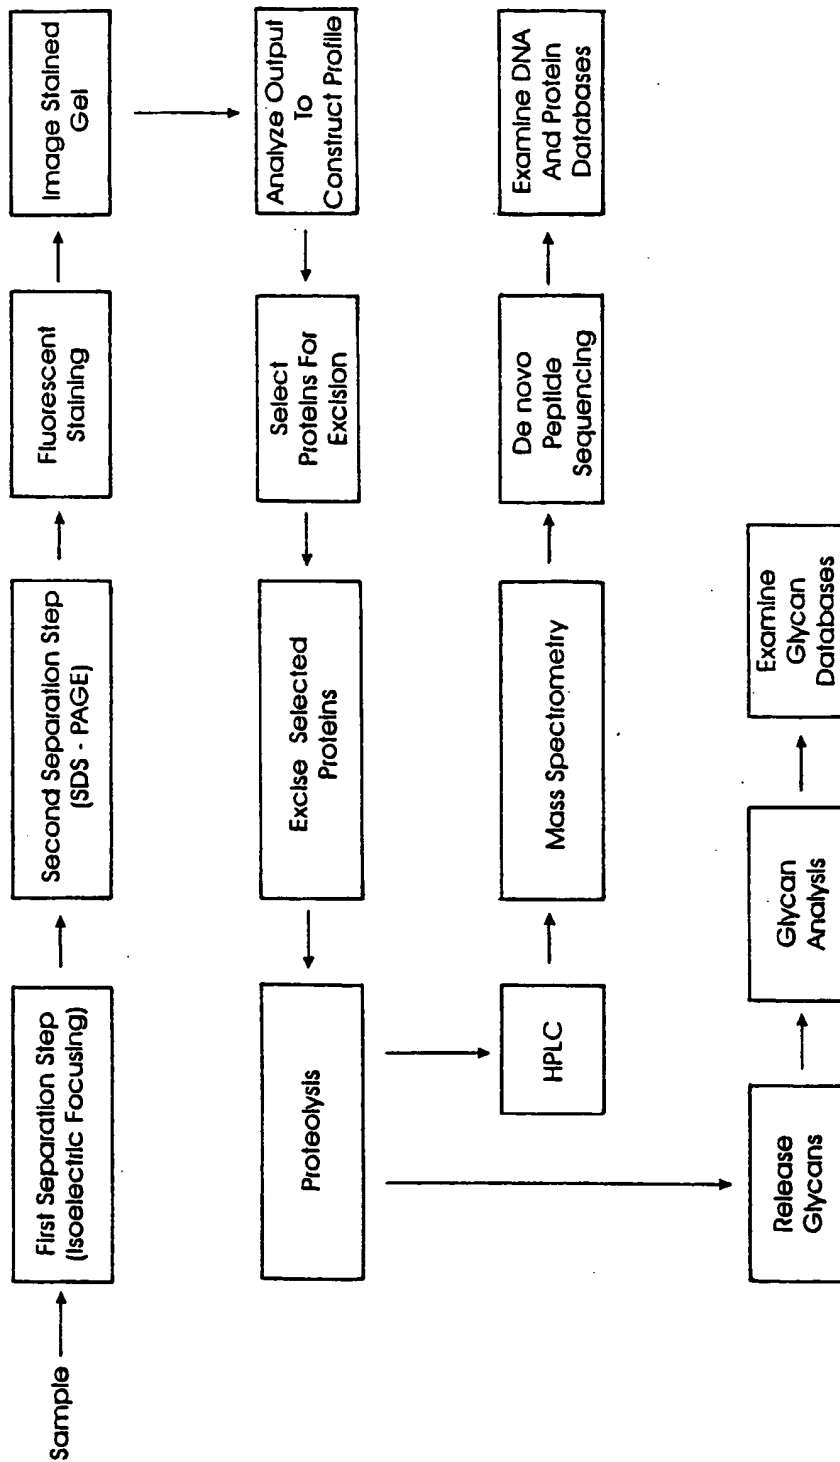 Sample
First Separation Step
(Isoelectric Focusing)
Second Separation Step
(SDS - PAGE)
Fluorescent
Staining
Image Stained
Gel
Analyze Output
To
Construct Profile
Select
Proteins For
Excision
Excise Selected
Proteins
Proteolysis
HPLC
Mass Spectrometry
De novo
Peptide
Sequencing
Examine DNA
And Protein
Databases
Release
Glycans
Glycan
Analysis
Examine
Glycan
Databases